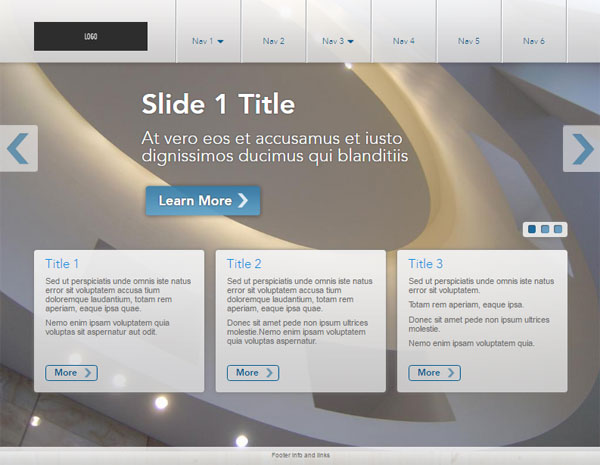 LOGO
Nav 1
Nav 2
Nav 3
Nav 4
Nav 5
Nav 6
Slide 1 Title
At vero eos et accusamus et iusto
dignissimos ducimus qui blanditiis
Learn More
Title 1
Sed ut perspiciatis unde omnis iste natus
error sit voluptatem accusa tium
doloremque laudantium, totam rem
aperiam, eaque ipsa quae.
Nemo enim ipsam voluptatem quia
voluptas sit aspernatur aut odit.
More
Title 2
Sed ut perspiciatis unde omnis iste natus
error sit voluptatem accusa tium
doloremque laudantium, totam rem
aperiam, eaque ipsa quae.
Donec sit amet pede non ipsum ultrices
molestie.Nemo enim ipsam voluptatem
quia voluptas aspernatur.
More
Title 3
Sed ut perspiciatis unde omnis iste natus
error sit voluptatem.
Totam rem aperiam, eaque ipsa.
Donec sit amet pede non ipsum ultrices
molestie.
Nemo enim ipsam voluptatem quia.
More
Footer info and links